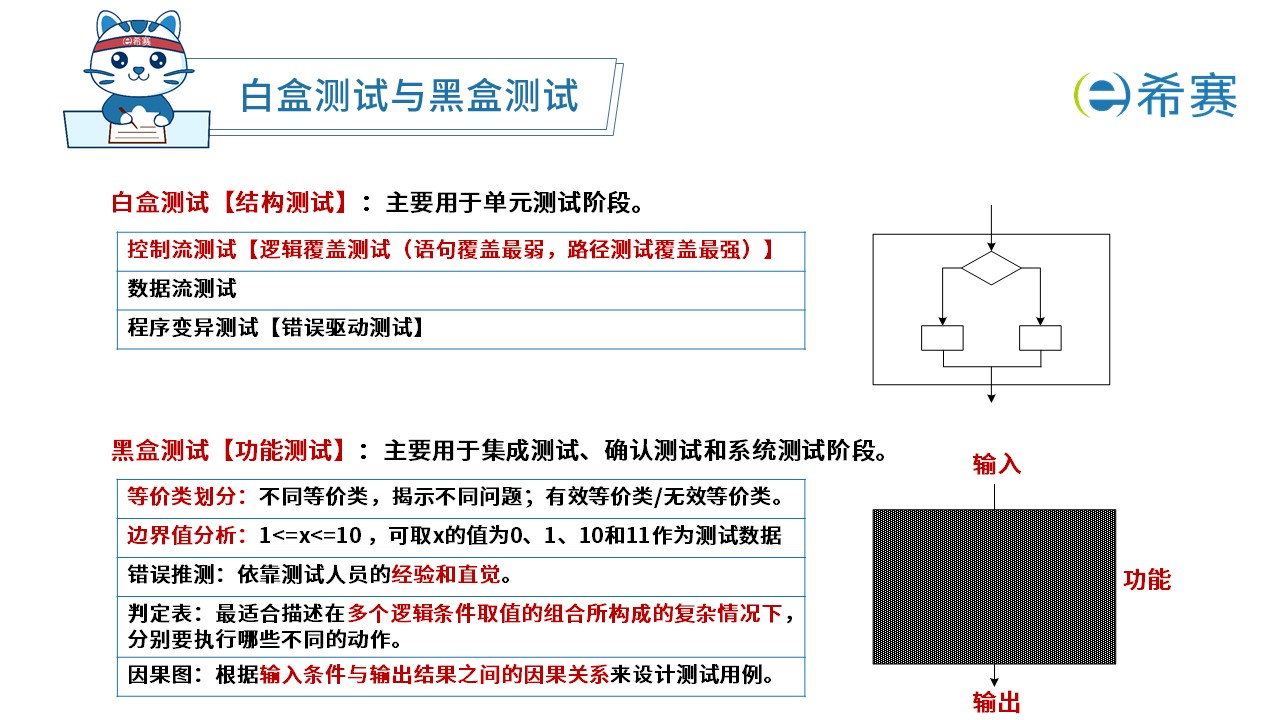 e希赛
白盒测试与黑盒测试
e希赛
白盒测试【结构测试】：主要用于单元测试阶段。
控制流测试【逻辑覆盖测试（语句覆盖最弱，路径测试覆盖最强）】
数据流测试
程序变异测试【错误驱动测试】
黑盒测试【功能测试】：主要用于集成测试、确认测试和系统测试阶段。
等价类划分：不同等价类，揭示不同问题；有效等价类/无效等价类。
边界值分析：1<=x<=10 ，可取x的值为0、1、10和11作为测试数据
错误推测：依靠测试人员的经验和直觉。
判定表：最适合描述在多个逻辑条件取值的组合所构成的复杂情况下，
分别要执行哪些不同的动作。
因果图：根据输入条件与输出结果之间的因果关系来设计测试用例。
输入
功能
输出